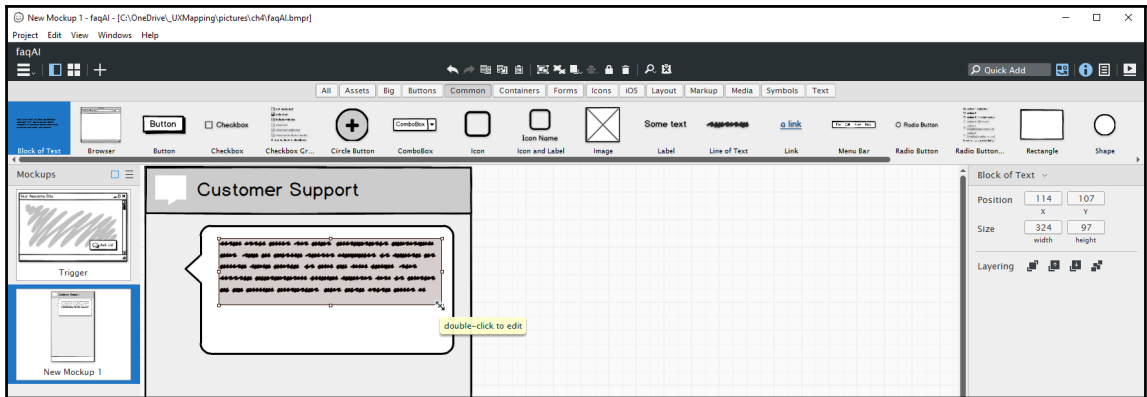 New Mockup 1 - faqAI - [C:\OneDrive\_UXMapping\pictures\ch4\faqAI.bmpr]
Project Edit View Windows Help
faqAI
Quick Add
All Assets Big Buttons Common Containers Forms Icons iOS Layout Markup Media Symbols Text
Button
Checkbox
ComboBox
Icon Name
Some text
a link
Radio Button
Block of Text Browser Button Checkbox Checkbox Gr... Circle Button ComboBox Icon Icon and Label Image Label Line of Text Link Menu Bar Radio Button Radio Button... Rectangle Shape
Mockups
Trigger
New Mockup 1
Customer Support
double-click to edit
Block of Text
Position 114 107
X Y
Size 324 97
width height
Layering